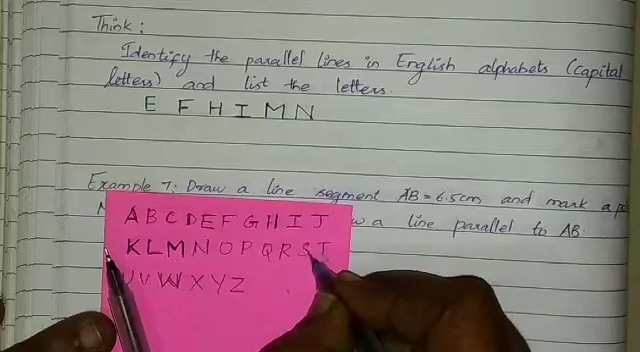 Think:
Identify the parallel lines in English alphabets (capital
letters) and list the letters.
E F H I M N
Example 7: Draw a line segment AB = 6.5cm and mark a
a line parallel to AB.
A B C D E F G H I J
K L M N O P Q R S T
U V W X Y Z